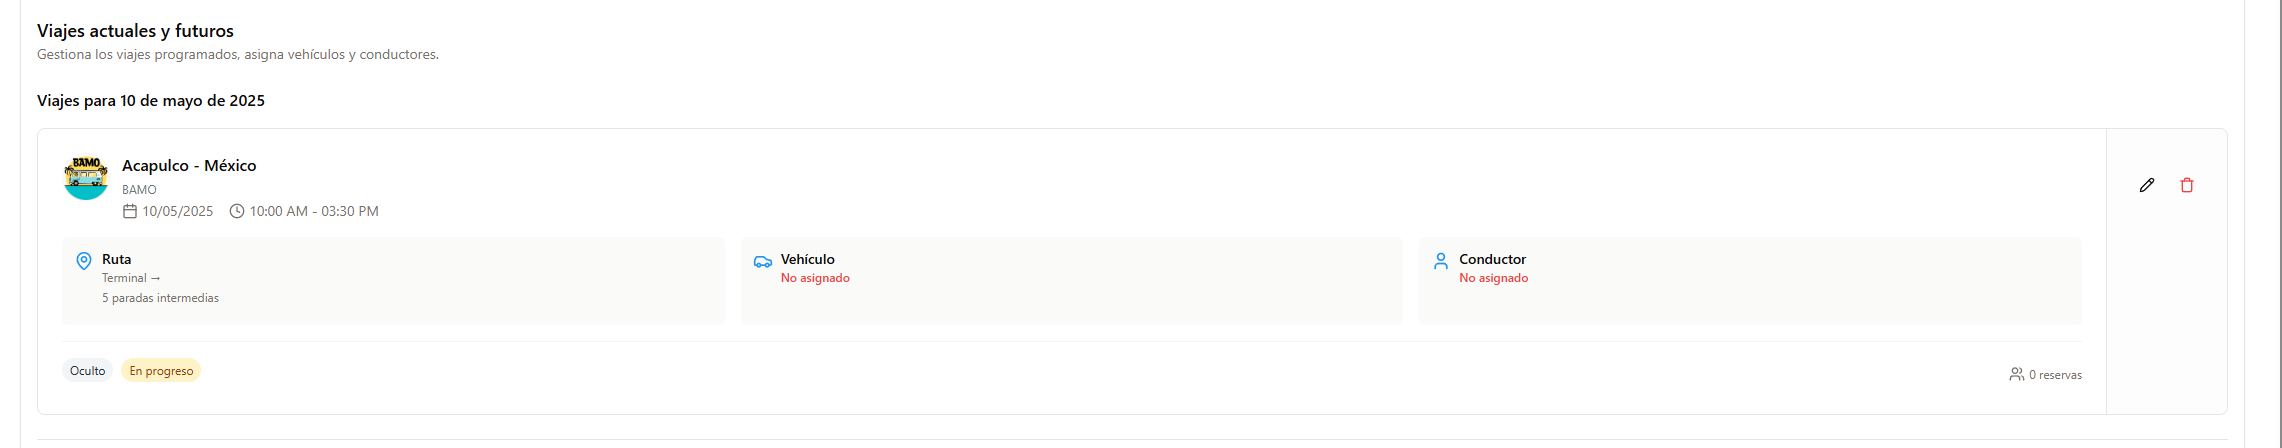 Viajes actuales y futuros
Gestiona los viajes programados, asigna vehículos y conductores.
Viajes para 10 de mayo de 2025
BAMO
Acapulco - México
BAMO
10/05/2025 10:00 AM - 03:30 PM
Ruta
Terminal →
5 paradas intermedias
Vehículo
No asignado
Conductor
No asignado
Oculto En progreso
0 reservas